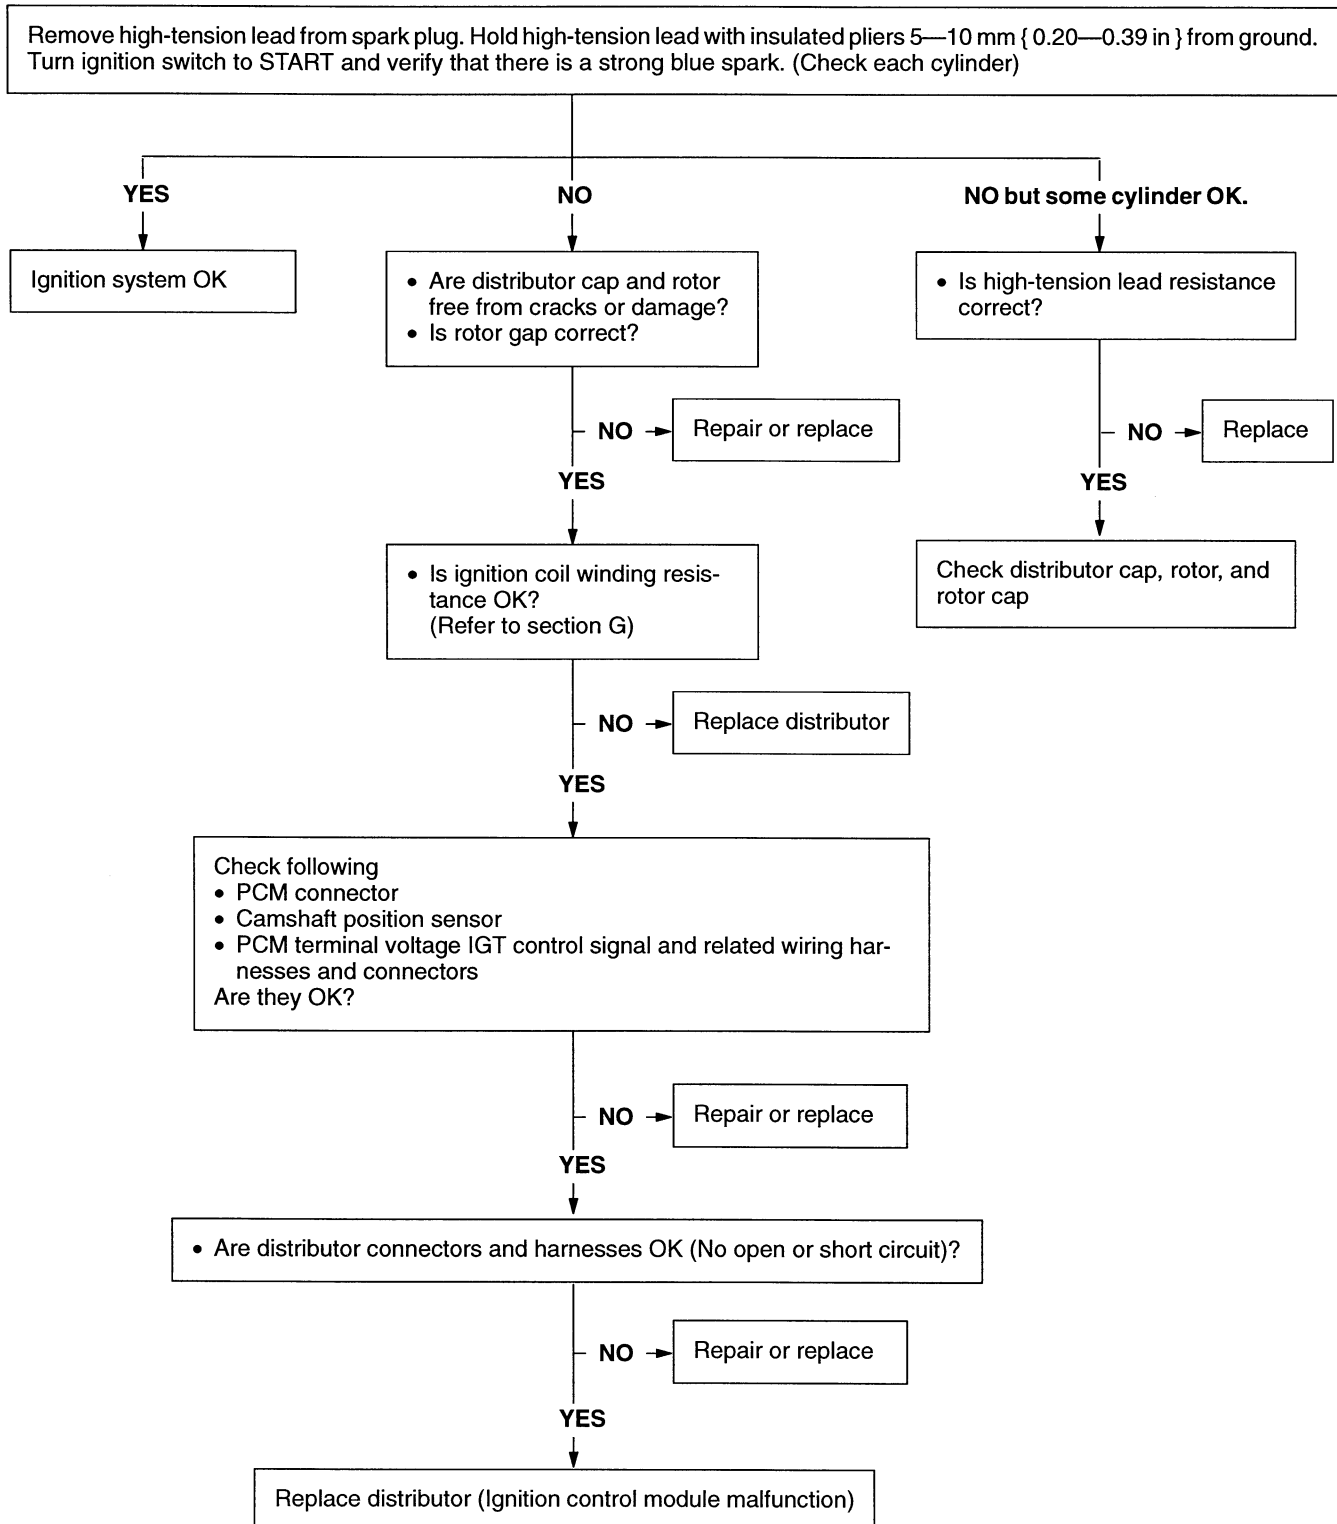 Remove high-tension lead from spark plug. Hold high-tension lead with insulated pliers 5—10 mm { 0.20—0.39 in } from ground.
Turn ignition switch to START and verify that there is a strong blue spark. (Check each cylinder)
YES
NO
NO but some cylinder OK.
Ignition system OK
• Are distributor cap and rotor
free from cracks or damage?
• Is rotor gap correct?
• Is high-tension lead resistance
correct?
NO
Repair or replace
NO
Replace
YES
YES
• Is ignition coil winding resis-
tance OK?
(Refer to section G)
Check distributor cap, rotor, and
rotor cap
NO
Replace distributor
YES
Check following
• PCM connector
• Camshaft position sensor
• PCM terminal voltage IGT control signal and related wiring har-
nesses and connectors
Are they OK?
NO
Repair or replace
YES
• Are distributor connectors and harnesses OK (No open or short circuit)?
NO
Repair or replace
YES
Replace distributor (Ignition control module malfunction)